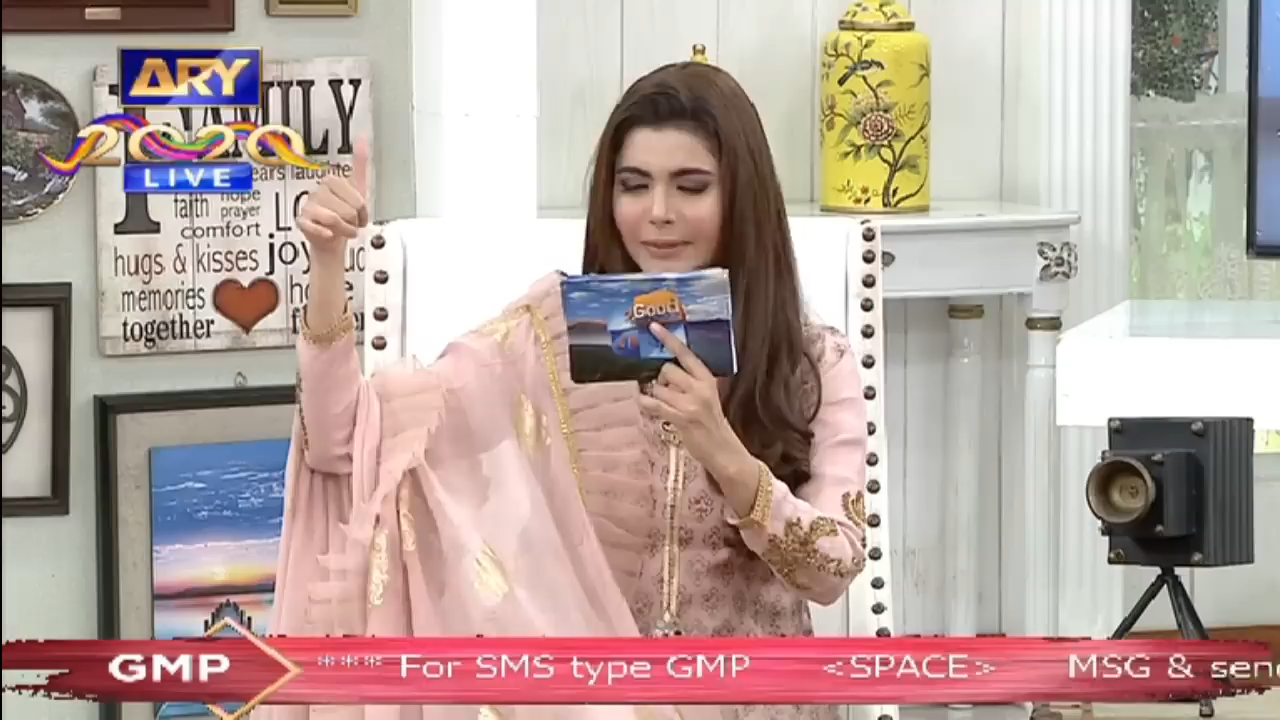 ARY
2020
LIVE
FAMILY
faith
hope
prayer
comfort
hugs & kisses
joy
memories
together
Good
GMP
*** For SMS type GMP <SPACE> MSG & send